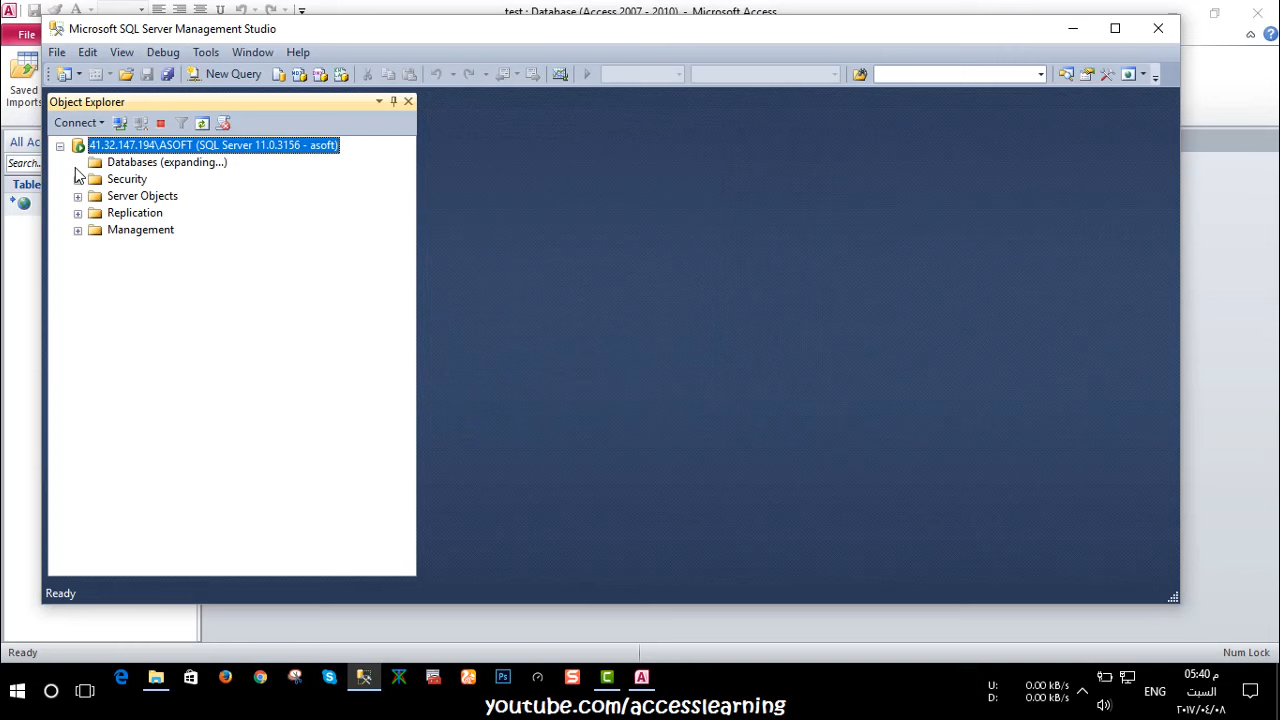 test : Database (Access 2007 - 2010) - Microsoft Access
File
Microsoft SQL Server Management Studio
File Edit View Debug Tools Window Help
New Query
Saved
Imports
Object Explorer
Connect
All Ac
41.32.147.194\ASOFT (SQL Server 11.0.3156 - asoft)
Search...
Databases (expanding...)
Table
Security
Server Objects
Replication
Management
Ready
Ready
Num Lock
U: 0.00 kB/s
D: 0.00 kB/s
ENG
05:40 م
السبت
٢٠١٧/٠٤/٠٨
youtube.com/accesslearning